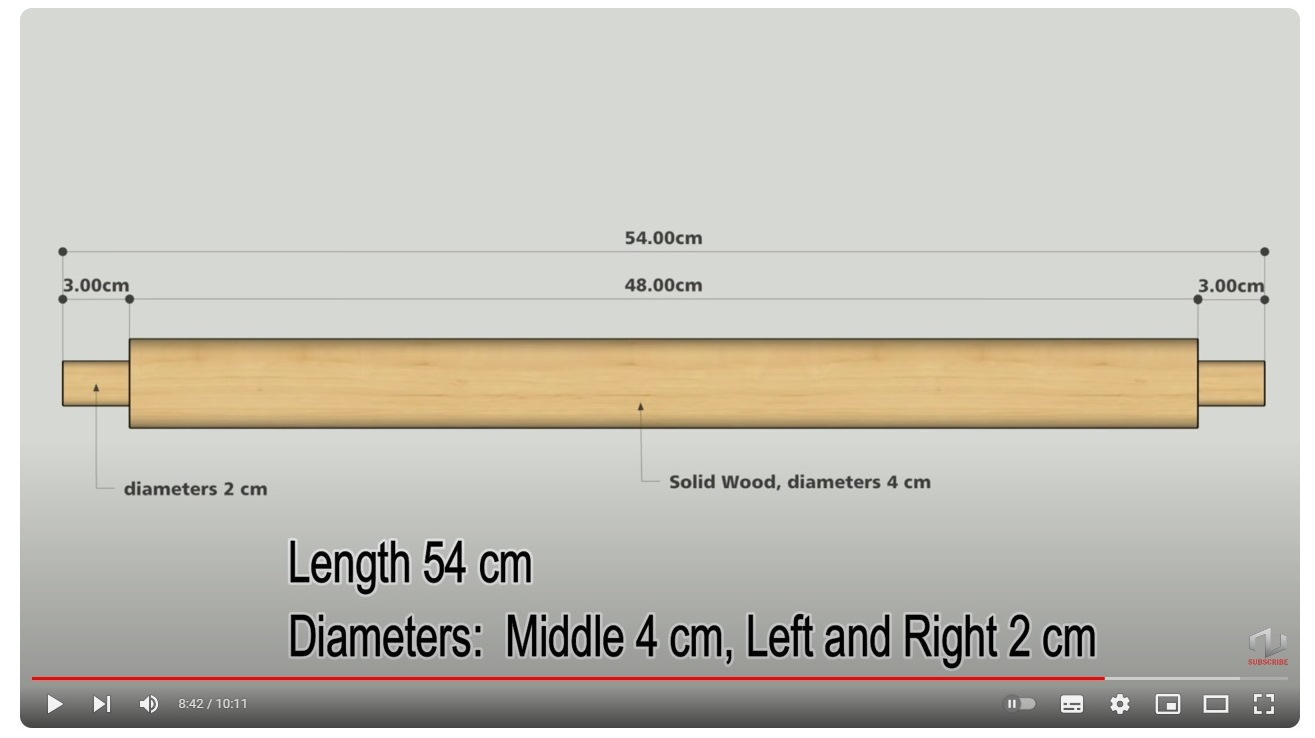 54.00cm
3.00cm 48.00cm 3.00cm
diameters 2 cm
Solid Wood, diameters 4 cm
Length 54 cm
Diameters:  Middle 4 cm, Left and Right 2 cm
SUBSCRIBE
8:42 / 10:11